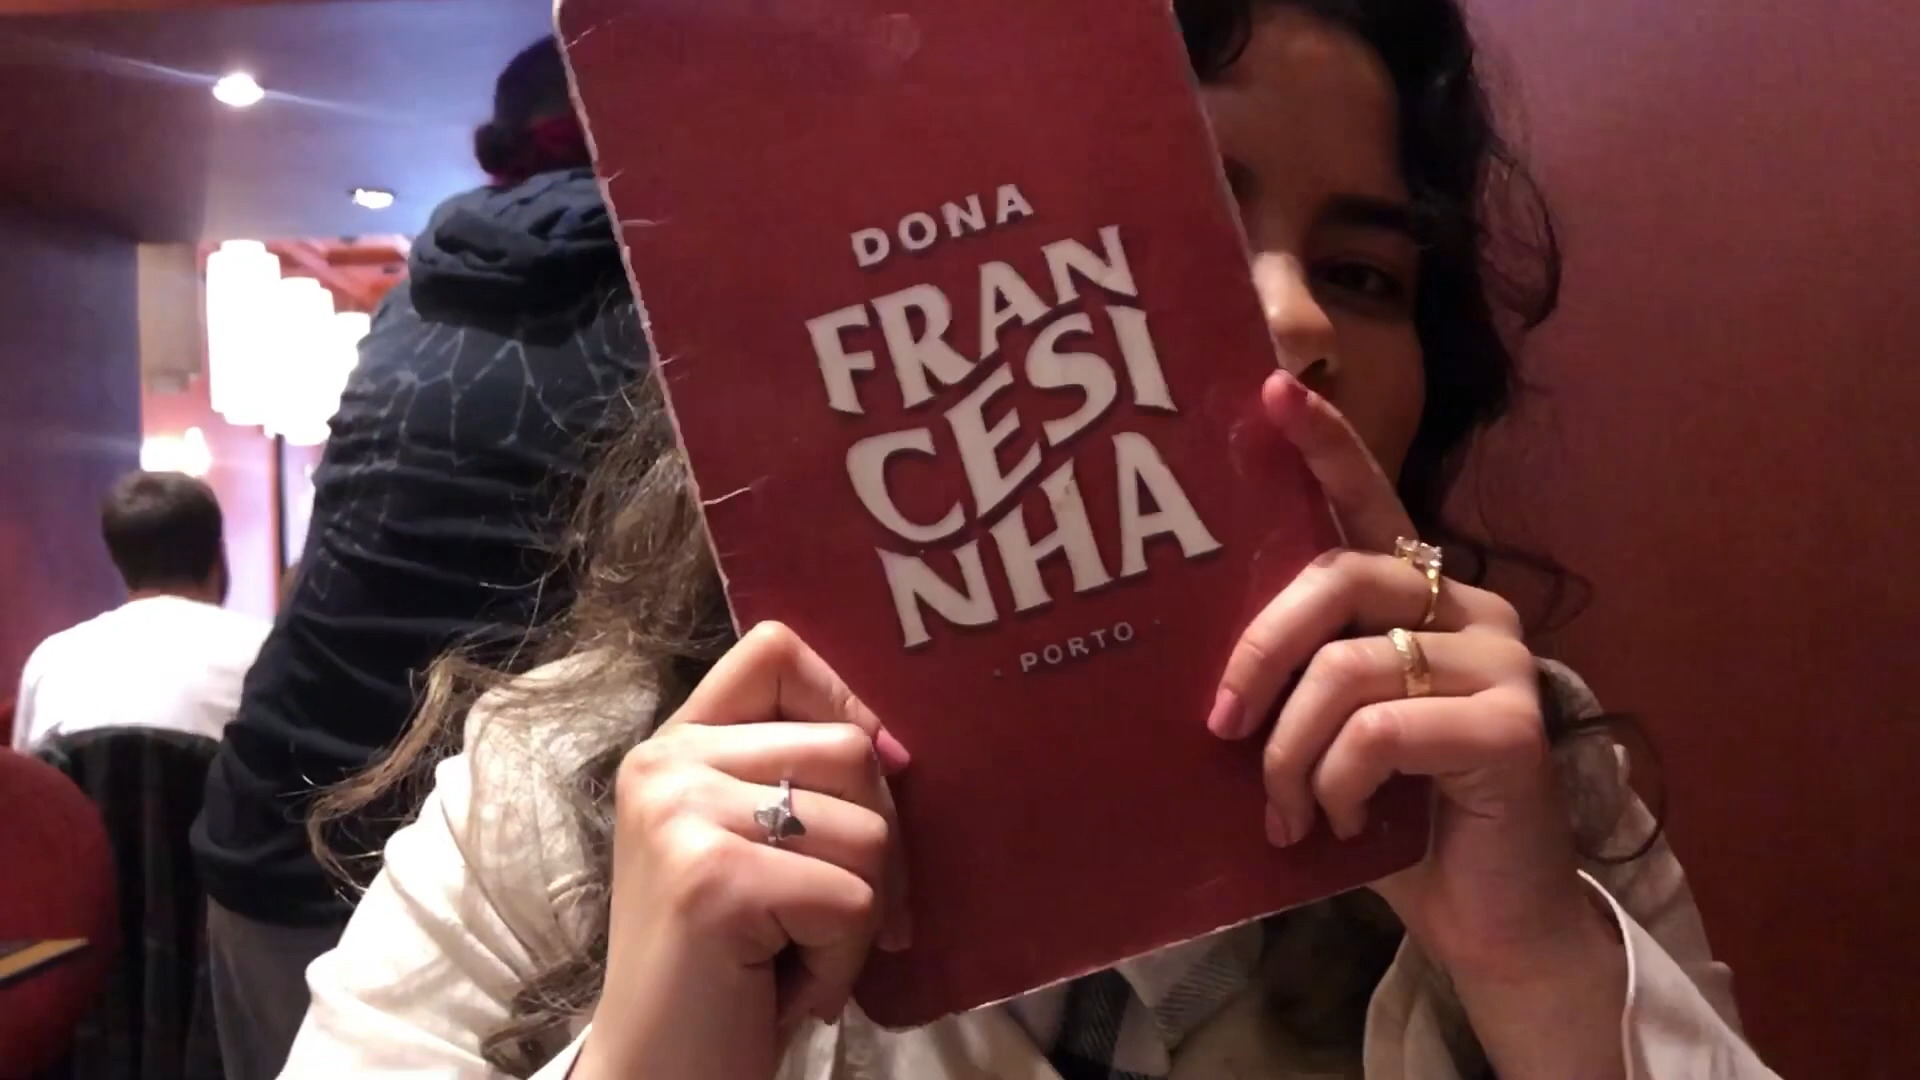 DONA
FRAN
CESI
NHA
· PORTO ·